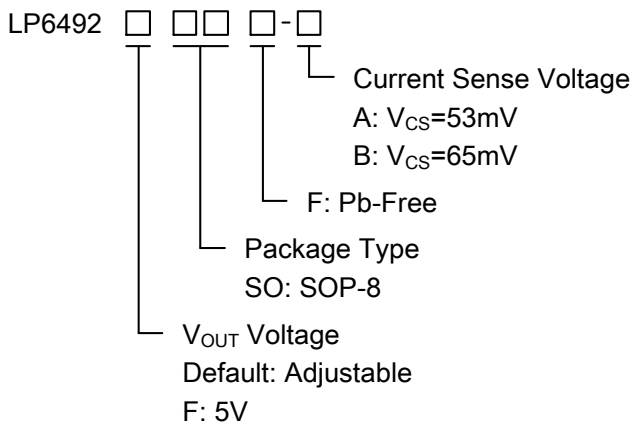 LP6492 □ □□ □-□
Current Sense Voltage
A: VCS=53mV
B: VCS=65mV
F: Pb-Free
Package Type
SO: SOP-8
VOUT Voltage
Default: Adjustable
F: 5V